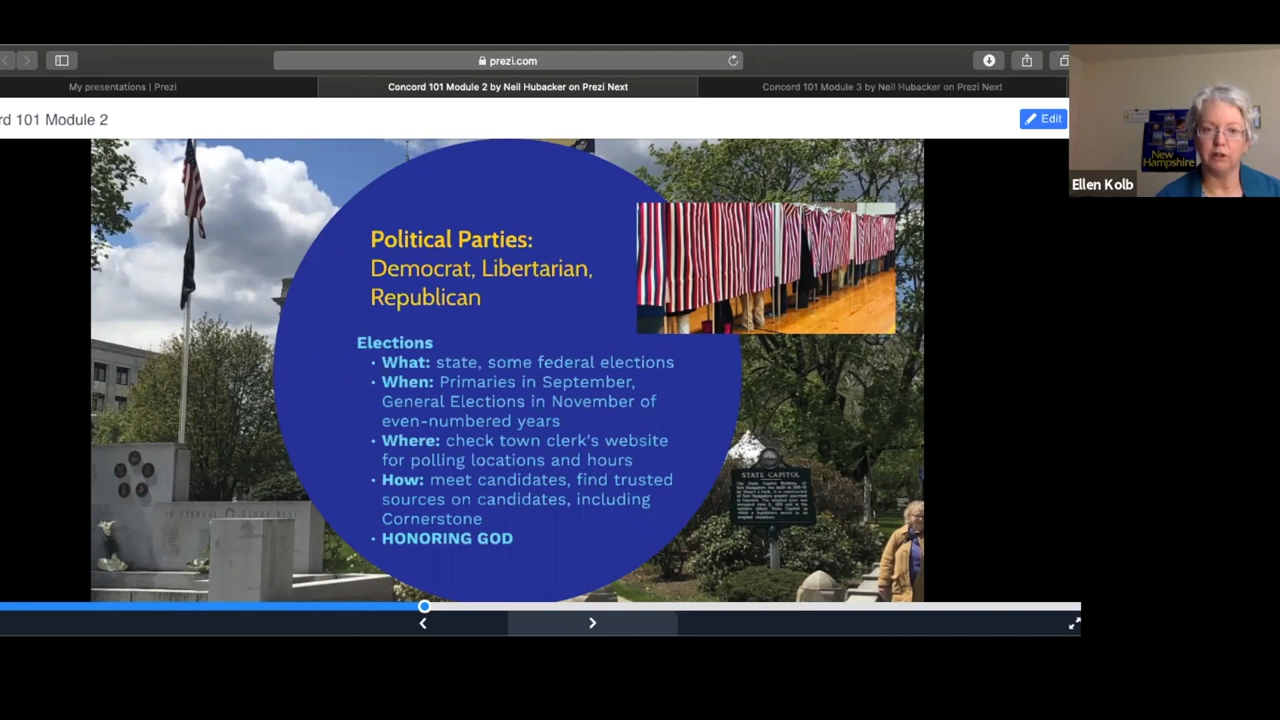 prezi.com
My presentations | Prezi
Concord 101 Module 2 by Neil Hubacker on Prezi Next
Concord 101 Module 3 by Neil Hubacker on Prezi Next
rd 101 Module 2
Edit
New
Hampshire
Ellen Kolb
Political Parties:
Democrat, Libertarian,
Republican
Elections
• What: state, some federal elections
• When: Primaries in September,
General Elections in November of
even-numbered years
• Where: check town clerk's website
for polling locations and hours
• How: meet candidates, find trusted
sources on candidates, including
Cornerstone
• HONORING GOD
STATE CAPITOL